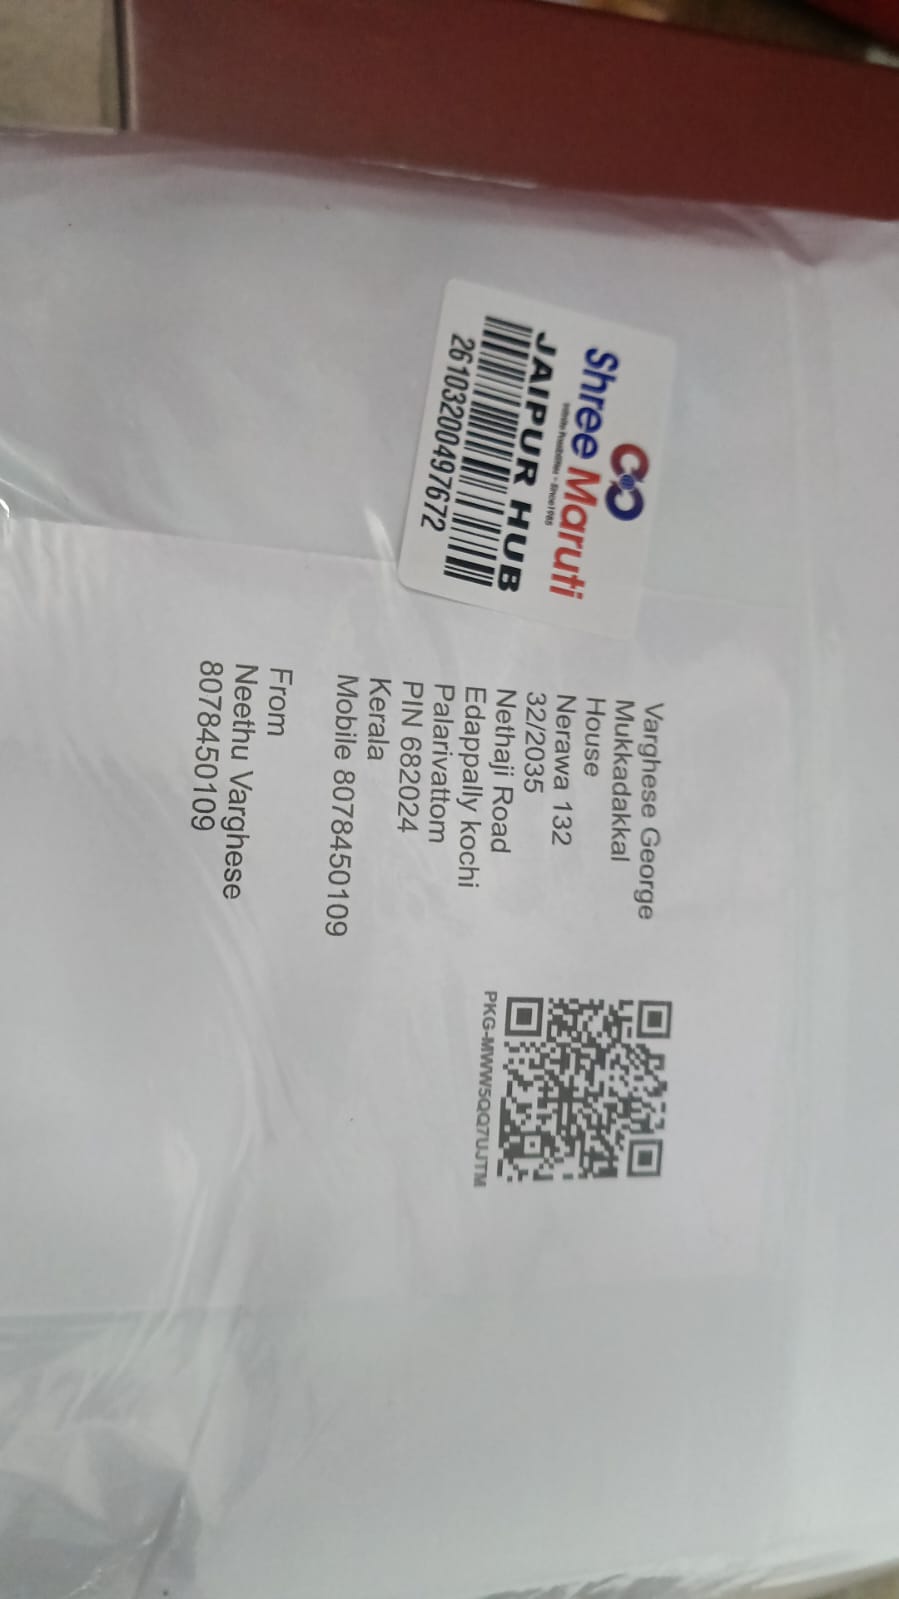 Shree Maruti
Infinite Possibilities - Since 1985
JAIPUR HUB
26103200497672
Varghese George
Mukkadakkal
House
Nerawa 132
32/2035
Nethaji Road
Edappally kochi
Palarivattom
PIN 682024
Kerala
Mobile 8078450109
From
Neethu Varghese
8078450109
PKG-MWW5QQ7UJTM